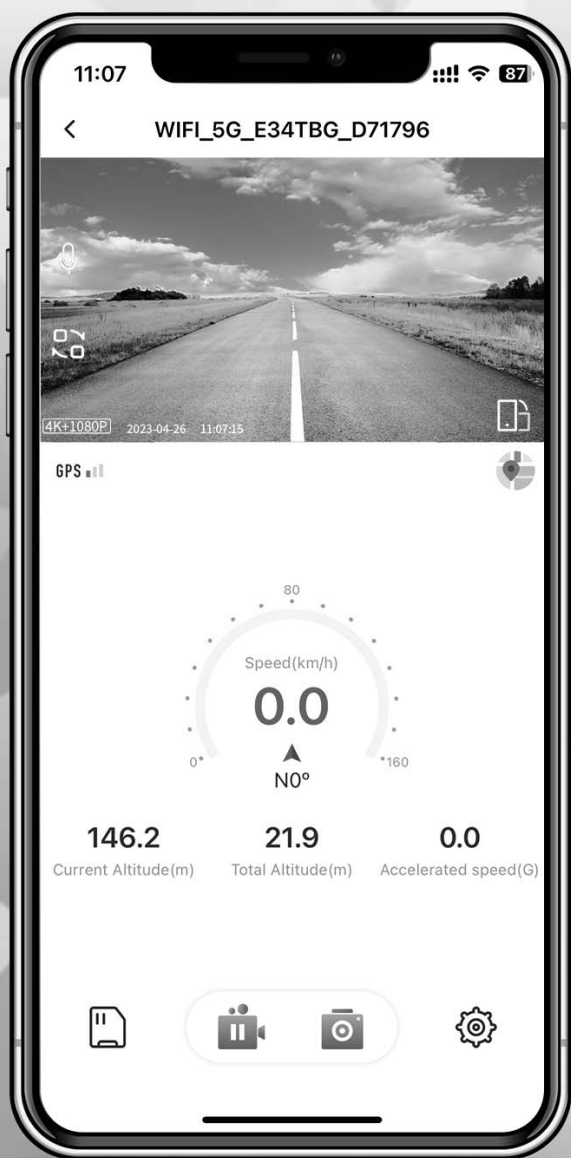 11:07
87
WIFI_5G_E34TBG_D71796
4K+1080P 2023-04-26 11:07:15
GPS
80
Speed(km/h)
0.0
0 160
N0°
146.2 21.9 0.0
Current Altitude(m) Total Altitude(m) Accelerated speed(G)